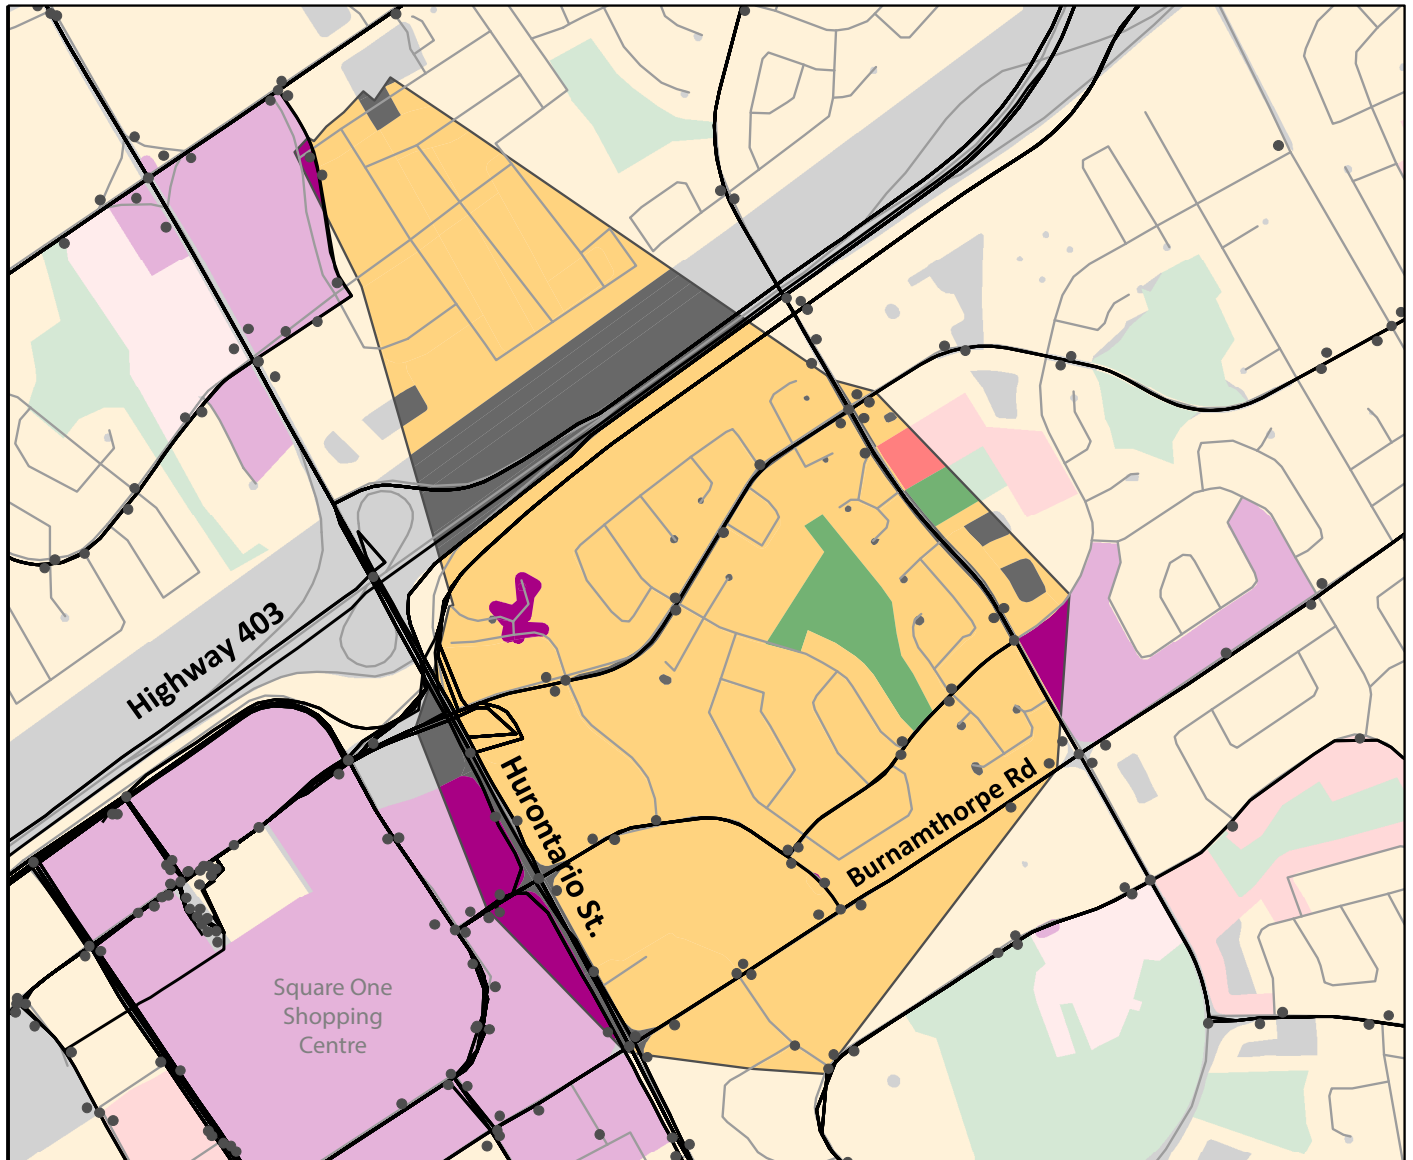 Highway 403
Hurontario St.
Burnamthorpe Rd
Square One
Shopping
Centre